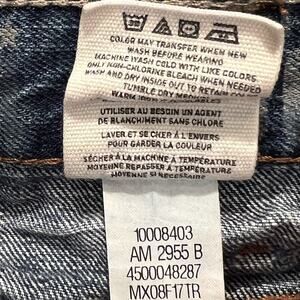 COLOR MAY TRANSFER WHEN NEW
WASH BEFORE WEARING
MACHINE WASH COLD WITH LIKE COLORS
ONLY NON-CHLORINE BLEACH WHEN NEEDED
WASH AND DRY INSIDE OUT TO RETAIN COLOR
TUMBLE DRY MEDIUM
WARM IRON
UTILISER AU BESOIN UN AGENT
DE BLANCHIMENT SANS CHLORE
LAVER ET SÉCHER À L'ENVERS
POUR GARDER LA COULEUR
SÉCHER À LA MACHINE À TEMPÉRATURE
MOYENNE REPASSER À TEMPÉRATURE
MOYENNE SI NÉCESSAIRE
10008403
AM 2955 B
4500048287
MX08F17TR